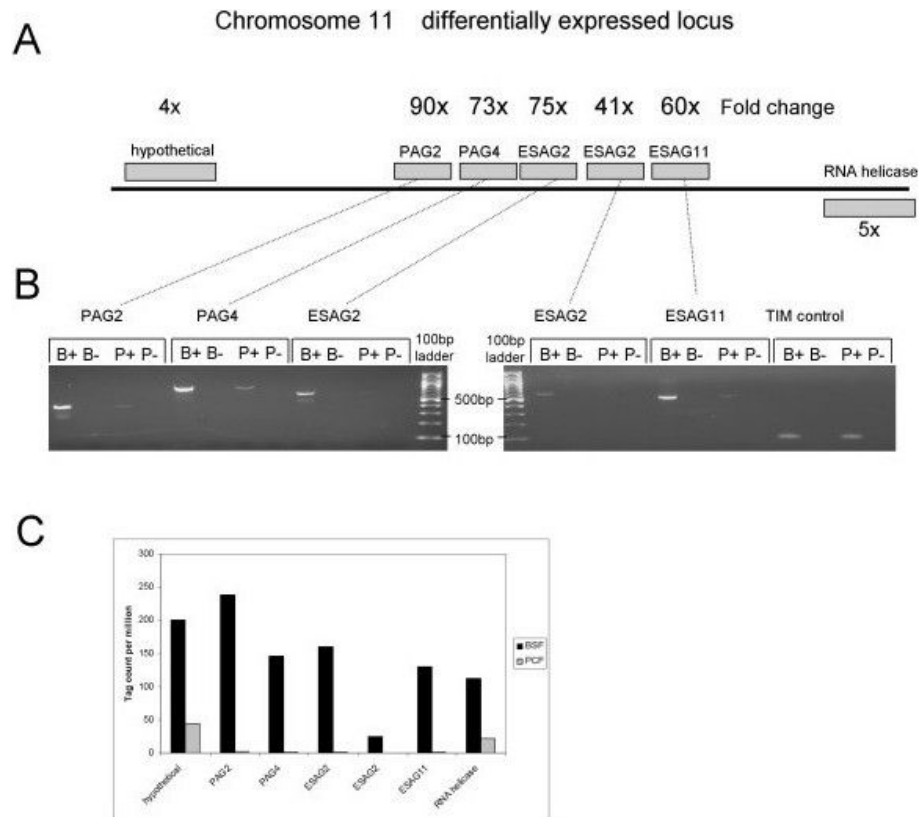 Chromosome 11 differentially expressed locus
A
4x 90x 73x 75x 41x 60x Fold change
hypothetical PAG2 PAG4 ESAG2 ESAG2 ESAG11
RNA helicase
5x
B
PAG2 PAG4 ESAG2 ESAG2 ESAG11 TIM control
B+ B- P+ P- B+ B- P+ P- B+ B- P+ P- 100bp ladder 100bp ladder B+ B- P+ P- B+ B- P+ P- B+ B- P+ P-
500bp
100bp
C
300
250
200
150
100
50
0
Tag count per million
BSF
PCF
hypothetical PAG2 PAG4 ESAG2 ESAG2 ESAG11 RNA helicase